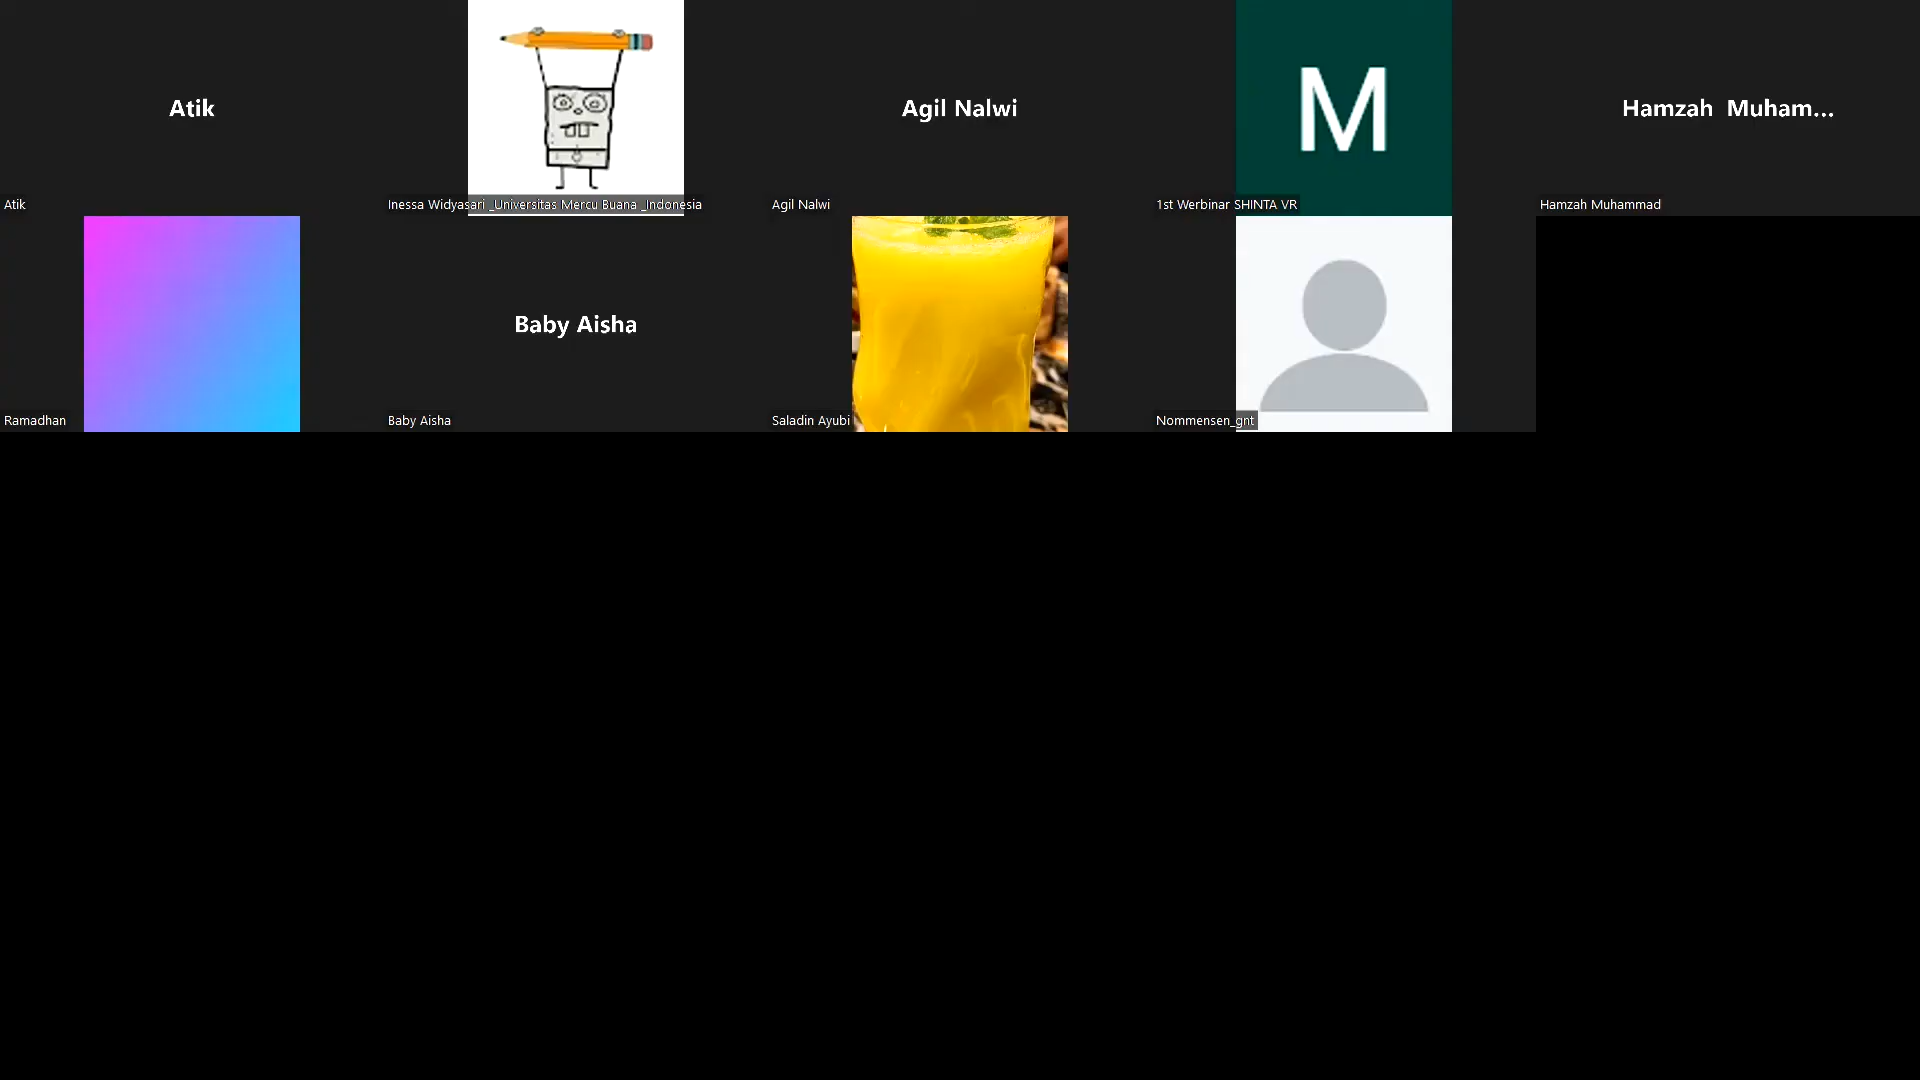 Atik
Atik
Inessa Widyasari _Universitas Mercu Buana _Indonesia
Agil Nalwi
Agil Nalwi
M
1st Werbinar SHINTA VR
Hamzah Muham...
Hamzah Muhammad
Ramadhan
Baby Aisha
Baby Aisha
Saladin Ayubi
Nommensen_gnt